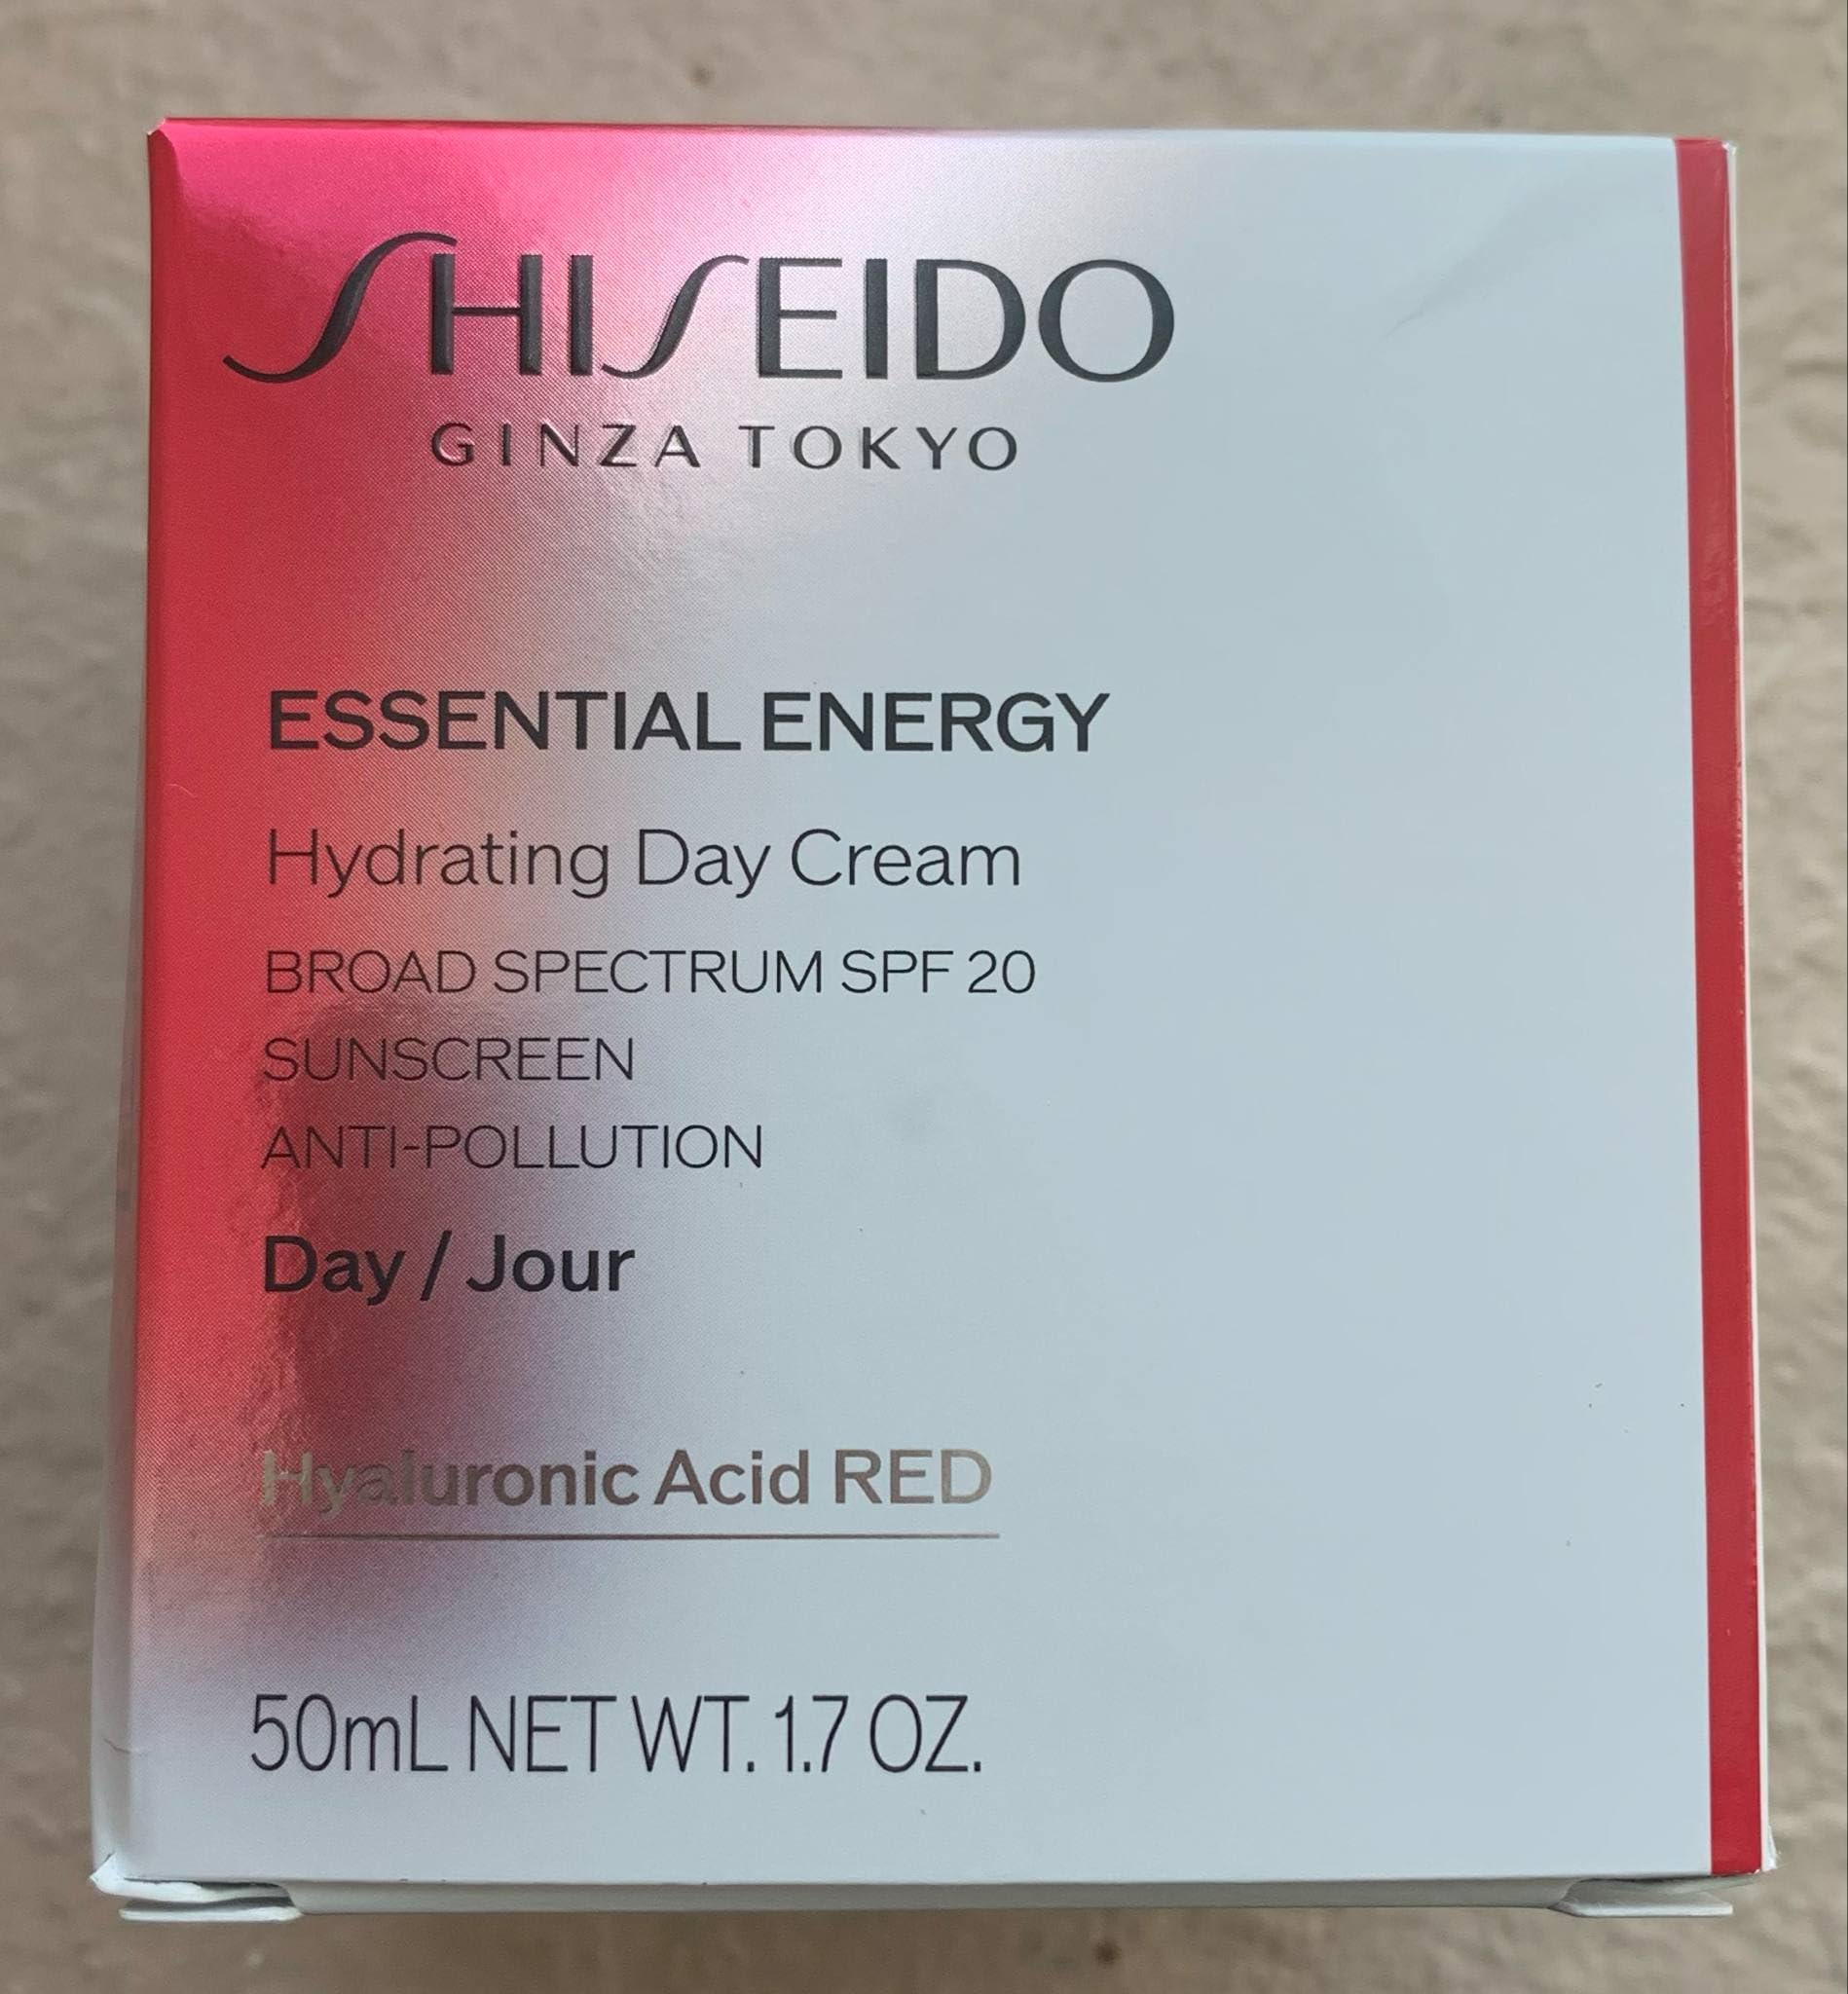 SHISEIDO
GINZA TOKYO
ESSENTIAL ENERGY
Hydrating Day Cream
BROAD SPECTRUM SPF 20
SUNSCREEN
ANTI-POLLUTION
Day / Jour
Hyaluronic Acid RED
50mL NET WT. 1.7 OZ.